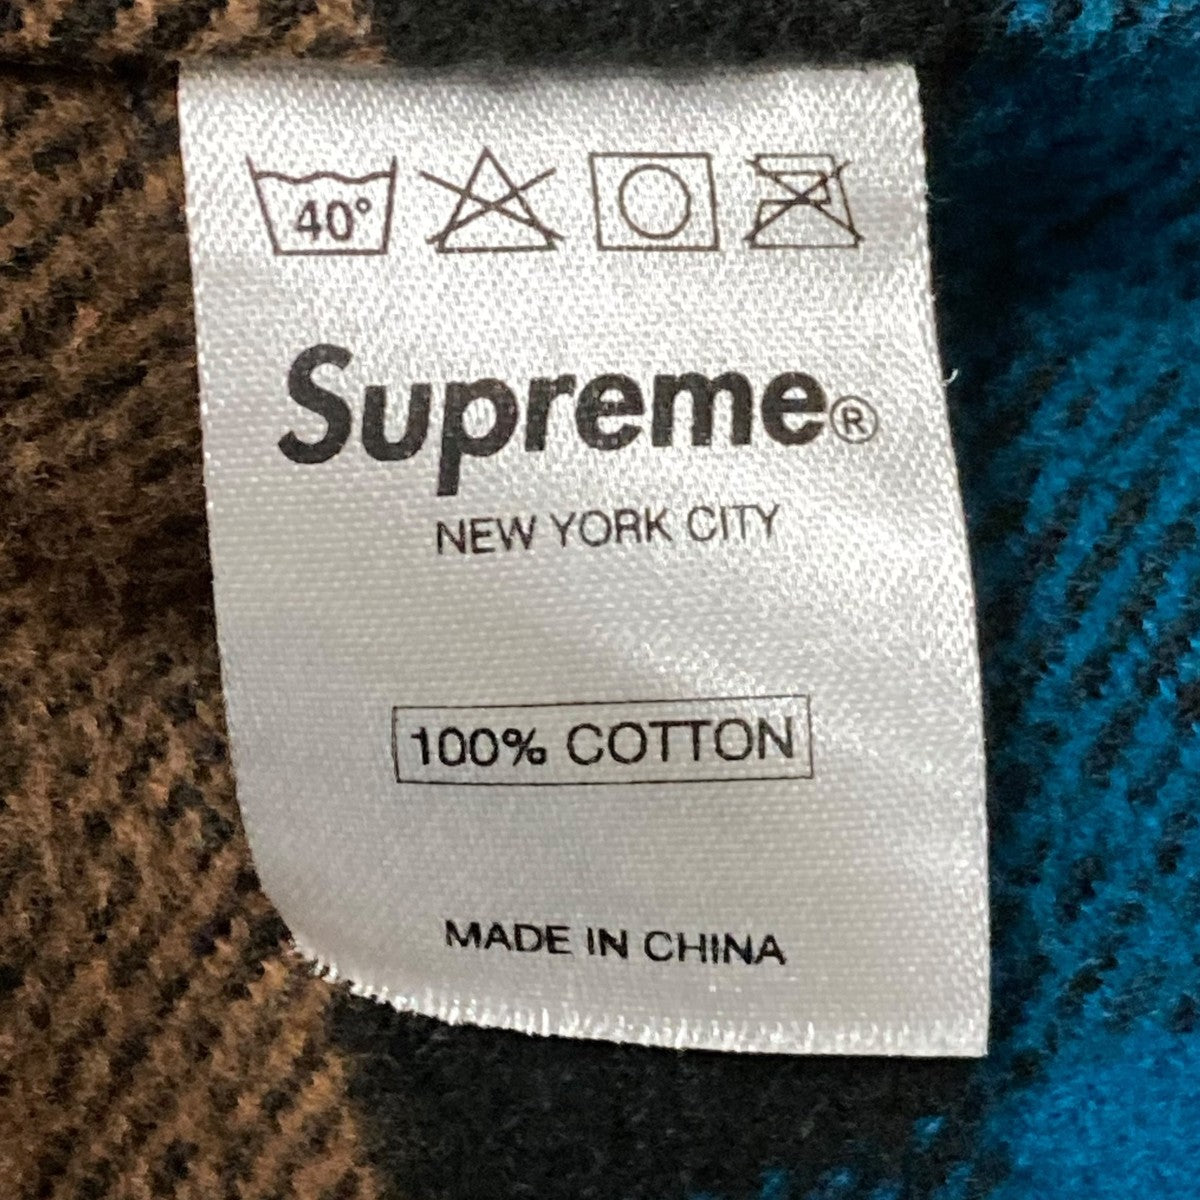 40°
Supreme®
NEW YORK CITY
100% COTTON
MADE IN CHINA